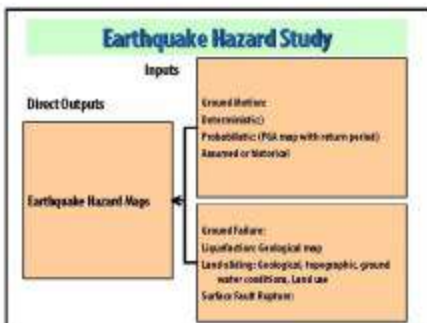 Earthquake Hazard Study
Inputs
Direct Outputs
Ground Motion:
Deterministic)
Probabilistic: (PGA map with return period)
Assumed or historical
Earthquake Hazard Maps
Ground Failure:
Liquefaction: Geological map
Land sliding: Geological, topographic, ground
water conditions, Land use
Surface Fault Rupture: